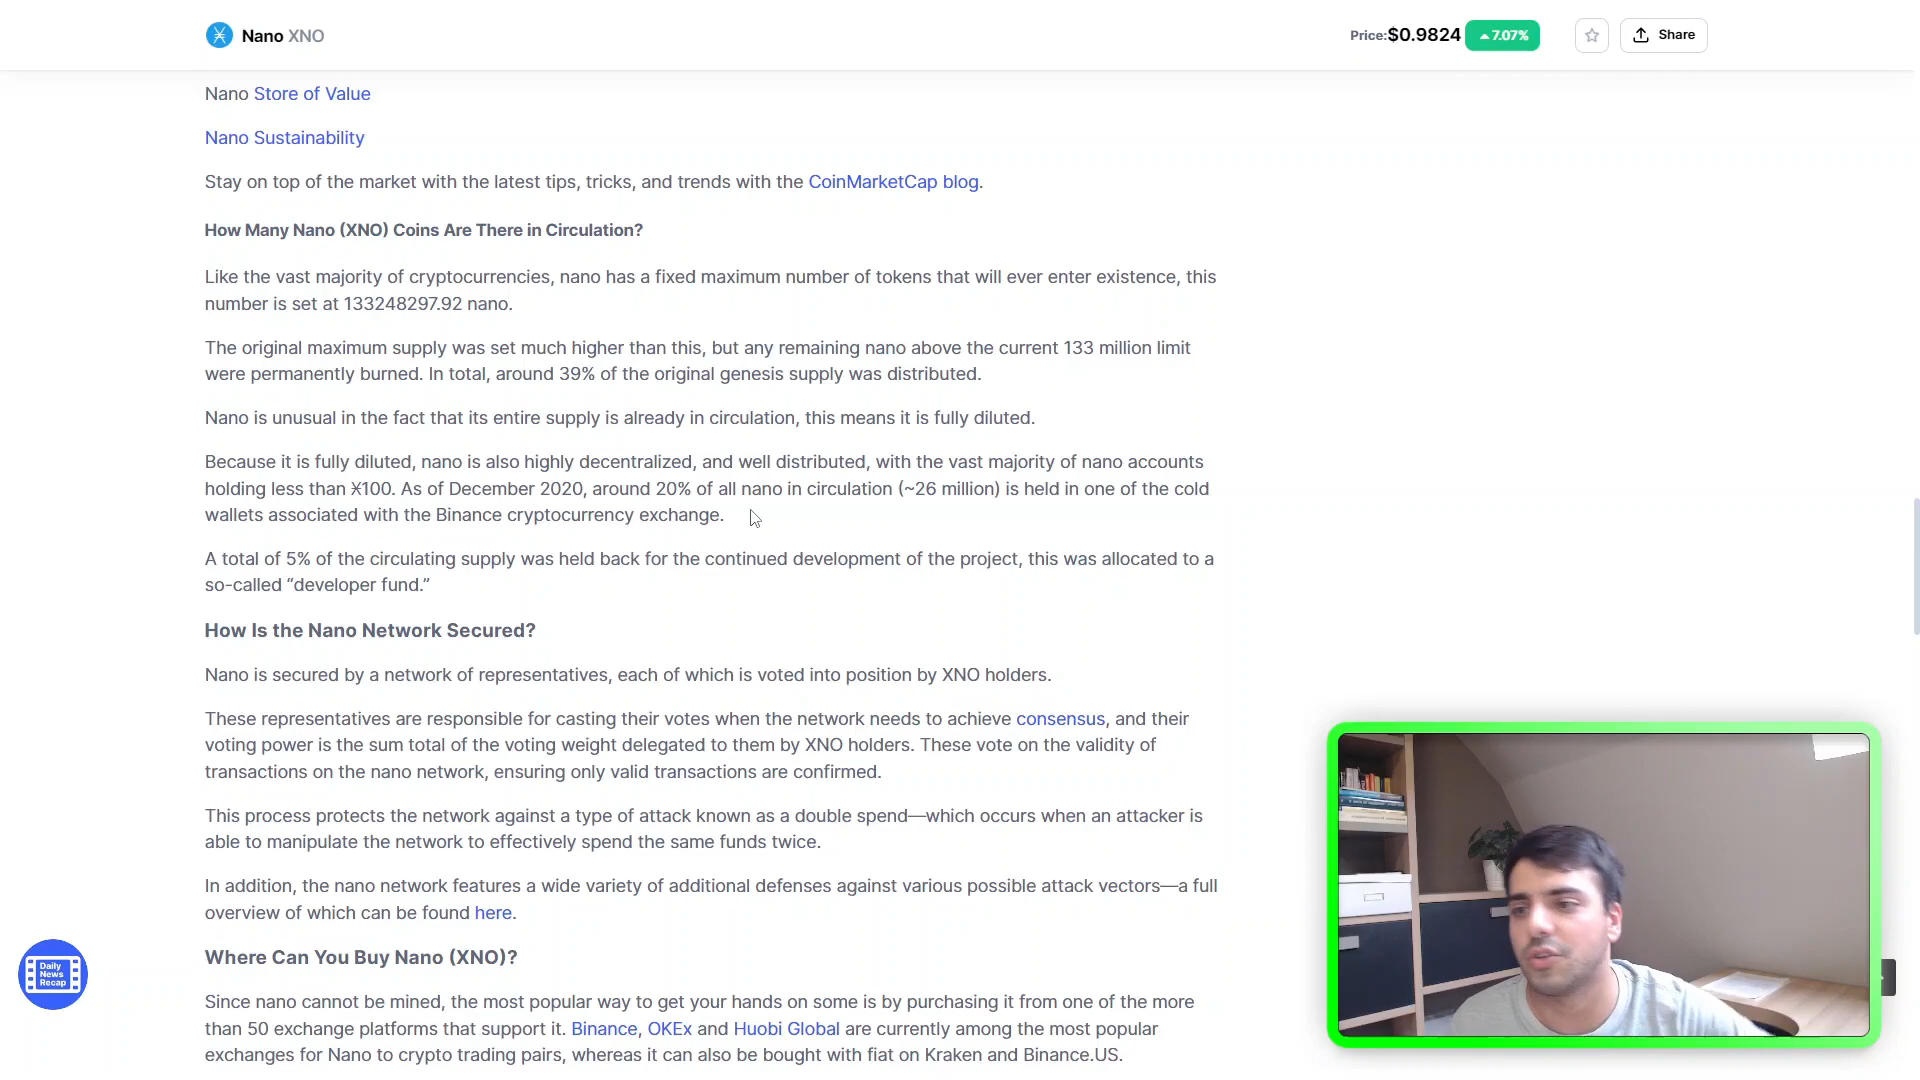 Nano XNO
Price:$0.9824 7.07%
Share
Nano Store of Value
Nano Sustainability
Stay on top of the market with the latest tips, tricks, and trends with the CoinMarketCap blog.
How Many Nano (XNO) Coins Are There in Circulation?
Like the vast majority of cryptocurrencies, nano has a fixed maximum number of tokens that will ever enter existence, this
number is set at 133248297.92 nano.
The original maximum supply was set much higher than this, but any remaining nano above the current 133 million limit
were permanently burned. In total, around 39% of the original genesis supply was distributed.
Nano is unusual in the fact that its entire supply is already in circulation, this means it is fully diluted.
Because it is fully diluted, nano is also highly decentralized, and well distributed, with the vast majority of nano accounts
holding less than Ӿ100. As of December 2020, around 20% of all nano in circulation (~26 million) is held in one of the cold
wallets associated with the Binance cryptocurrency exchange.
A total of 5% of the circulating supply was held back for the continued development of the project, this was allocated to a
so-called “developer fund.”
How Is the Nano Network Secured?
Nano is secured by a network of representatives, each of which is voted into position by XNO holders.
These representatives are responsible for casting their votes when the network needs to achieve consensus, and their
voting power is the sum total of the voting weight delegated to them by XNO holders. These vote on the validity of
transactions on the nano network, ensuring only valid transactions are confirmed.
This process protects the network against a type of attack known as a double spend—which occurs when an attacker is
able to manipulate the network to effectively spend the same funds twice.
In addition, the nano network features a wide variety of additional defenses against various possible attack vectors—a full
overview of which can be found here.
Where Can You Buy Nano (XNO)?
Since nano cannot be mined, the most popular way to get your hands on some is by purchasing it from one of the more
than 50 exchange platforms that support it. Binance, OKEx and Huobi Global are currently among the most popular
exchanges for Nano to crypto trading pairs, whereas it can also be bought with fiat on Kraken and Binance.US.
Daily
News
Recap